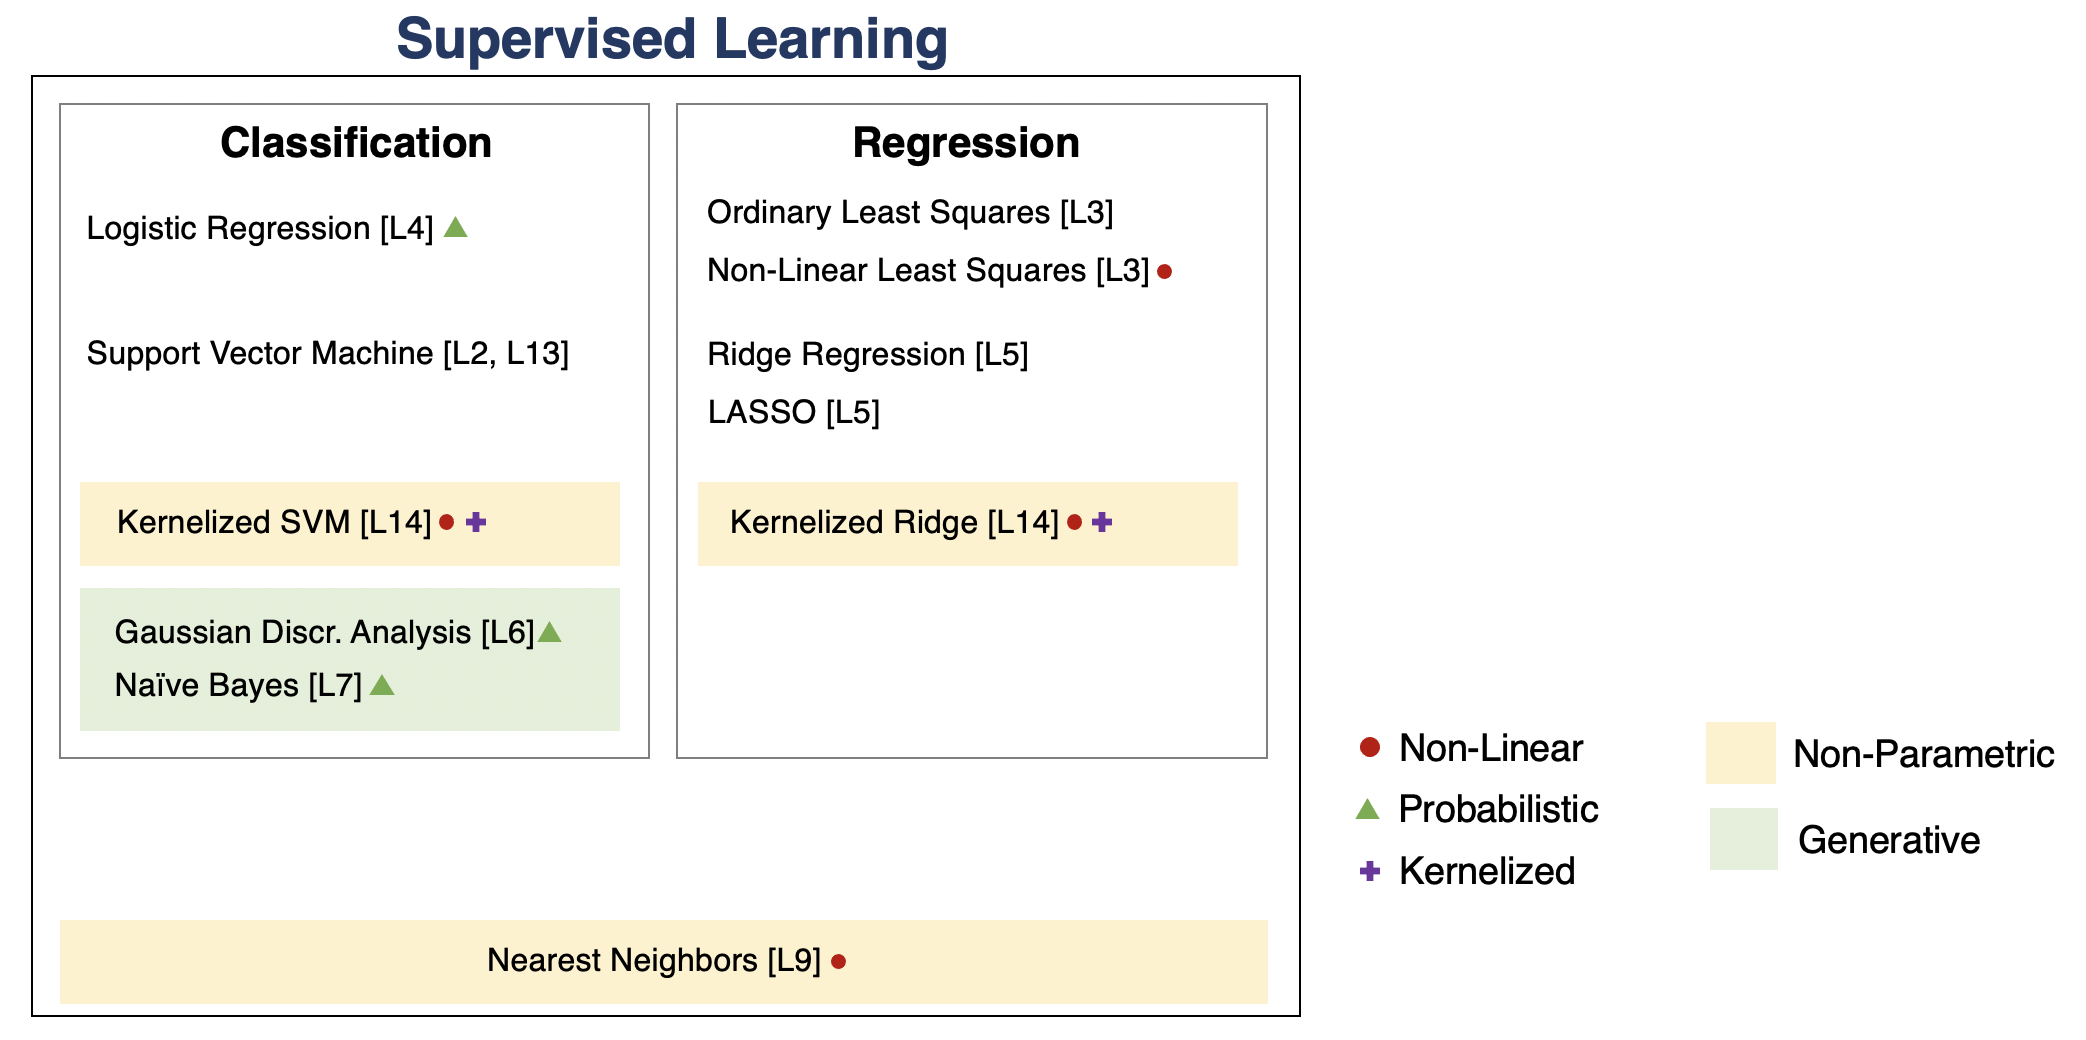 Supervised Learning
Classification
Logistic Regression [L4]
Support Vector Machine [L2, L13]
Kernelized SVM [L14]
Gaussian Discr. Analysis [L6]
Naïve Bayes [L7]
Regression
Ordinary Least Squares [L3]
Non-Linear Least Squares [L3]
Ridge Regression [L5]
LASSO [L5]
Kernelized Ridge [L14]
Nearest Neighbors [L9]
Non-Linear
Probabilistic
Kernelized
Non-Parametric
Generative